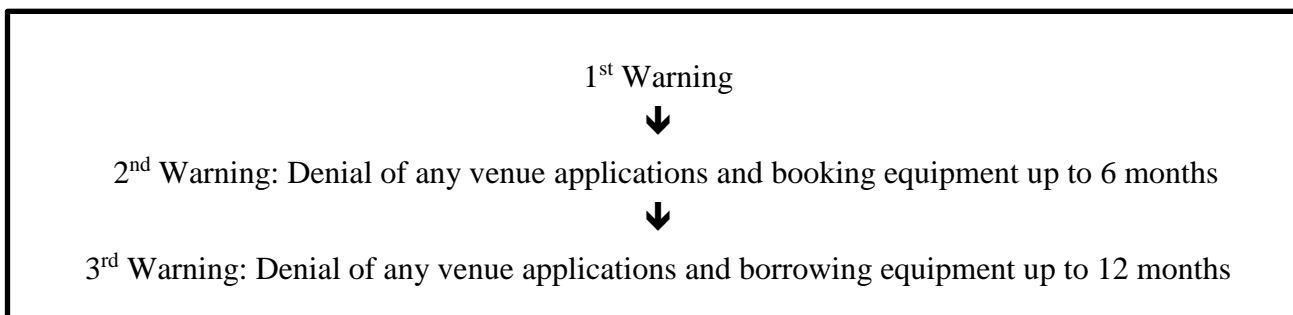 1st Warning
2nd Warning: Denial of any venue applications and booking equipment up to 6 months
3rd Warning: Denial of any venue applications and borrowing equipment up to 12 months